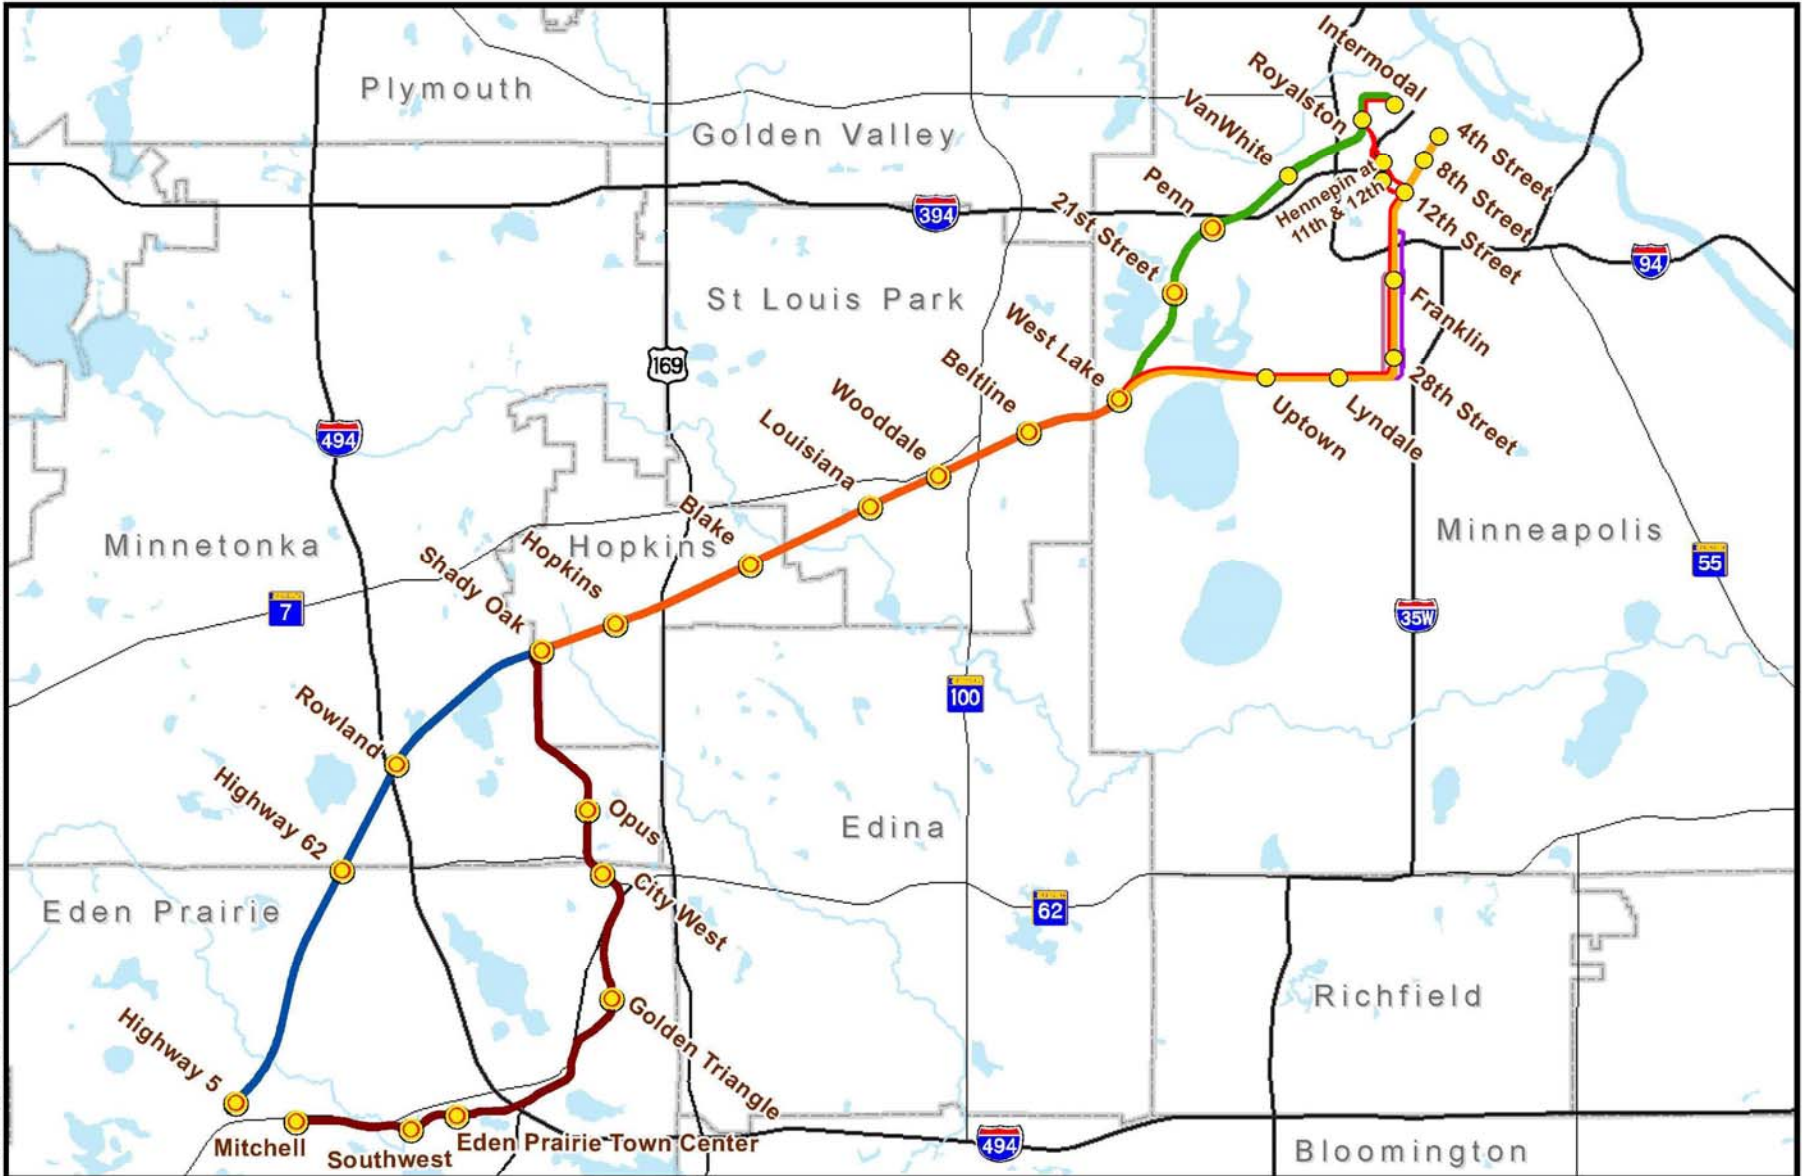 Intermodal
Plymouth
Royalston
VanWhite
Golden Valley
4th Street
8th Street
Penn
Hennepin at
11th & 12th
12th Street
394
21st Street
94
St Louis Park
Franklin
West Lake
169
Beltline
28th Street
Wooddale
Uptown
Lyndale
494
Louisiana
Blake
Minneapolis
Minnetonka
Hopkins
Hopkins
55
Shady Oak
7
35W
100
Rowland
Highway 62
Opus
Edina
City West
62
Eden Prairie
Richfield
Golden Triangle
Highway 5
Mitchell
Southwest
Eden Prairie Town Center
494
Bloomington